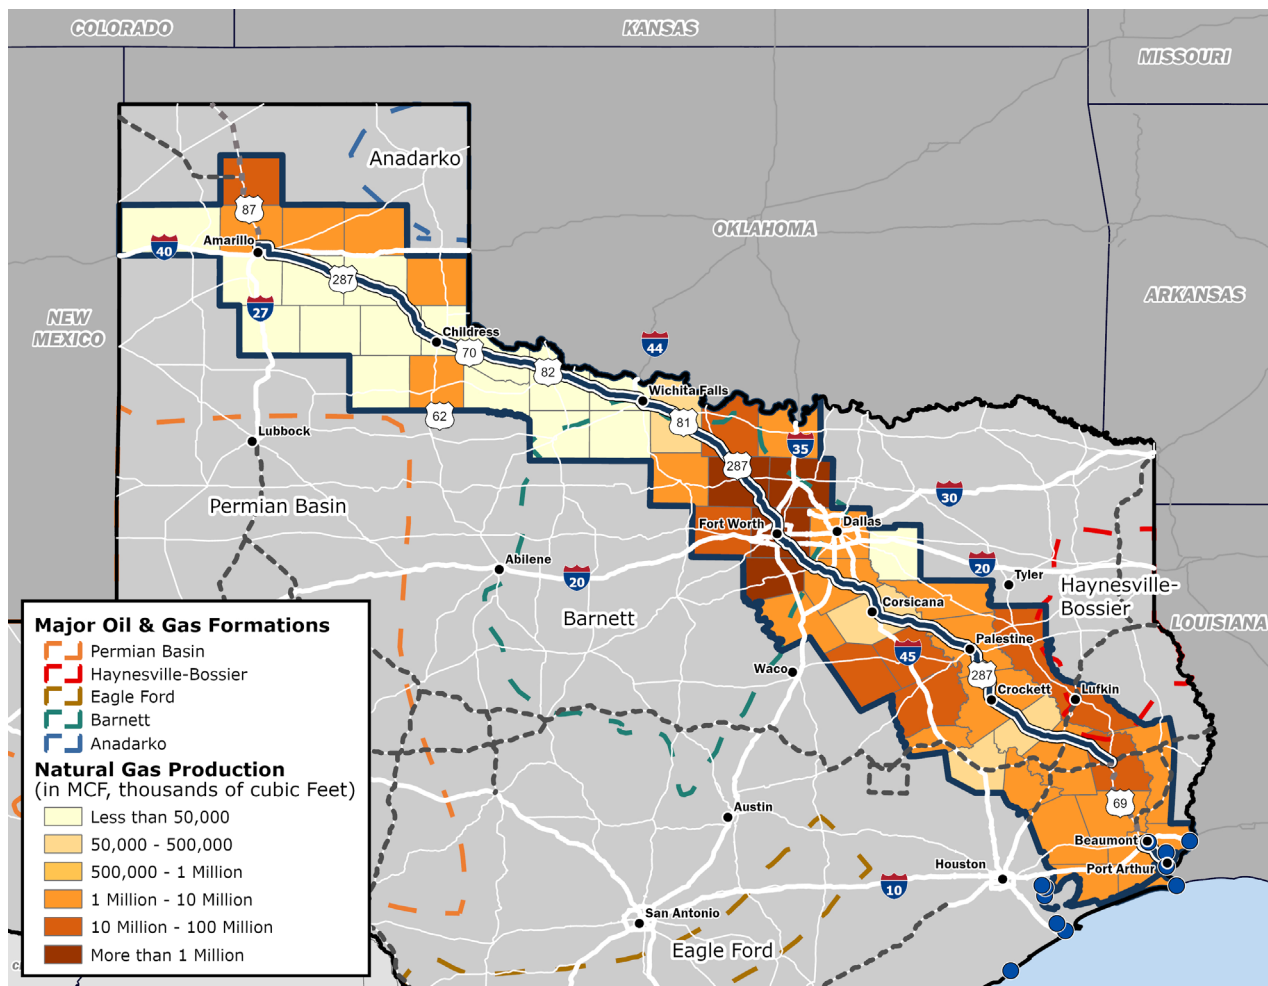 COLORADO
KANSAS
MISSOURI
Anadarko
87
OKLAHOMA
Amarillo
40
287
ARKANSAS
27
NEW
MEXICO
Childress
44
70
82
Wichita Falls
62
81
Lubbock
35
287
30
Permian Basin
Fort Worth
Dallas
Abilene
20
20
Tyler
Haynesville-
Bossier
Corsicana
Barnett
LOUISIANA
Palestine
45
Waco
287
Crockett
Lufkin
69
Austin
Beaumont
Houston
Port Arthur
10
San Antonio
Eagle Ford
Major Oil & Gas Formations
Permian Basin
Haynesville-Bossier
Eagle Ford
Barnett
Anadarko
Natural Gas Production
(in MCF, thousands of cubic Feet)
Less than 50,000
50,000 - 500,000
500,000 - 1 Million
1 Million - 10 Million
10 Million - 100 Million
More than 1 Million